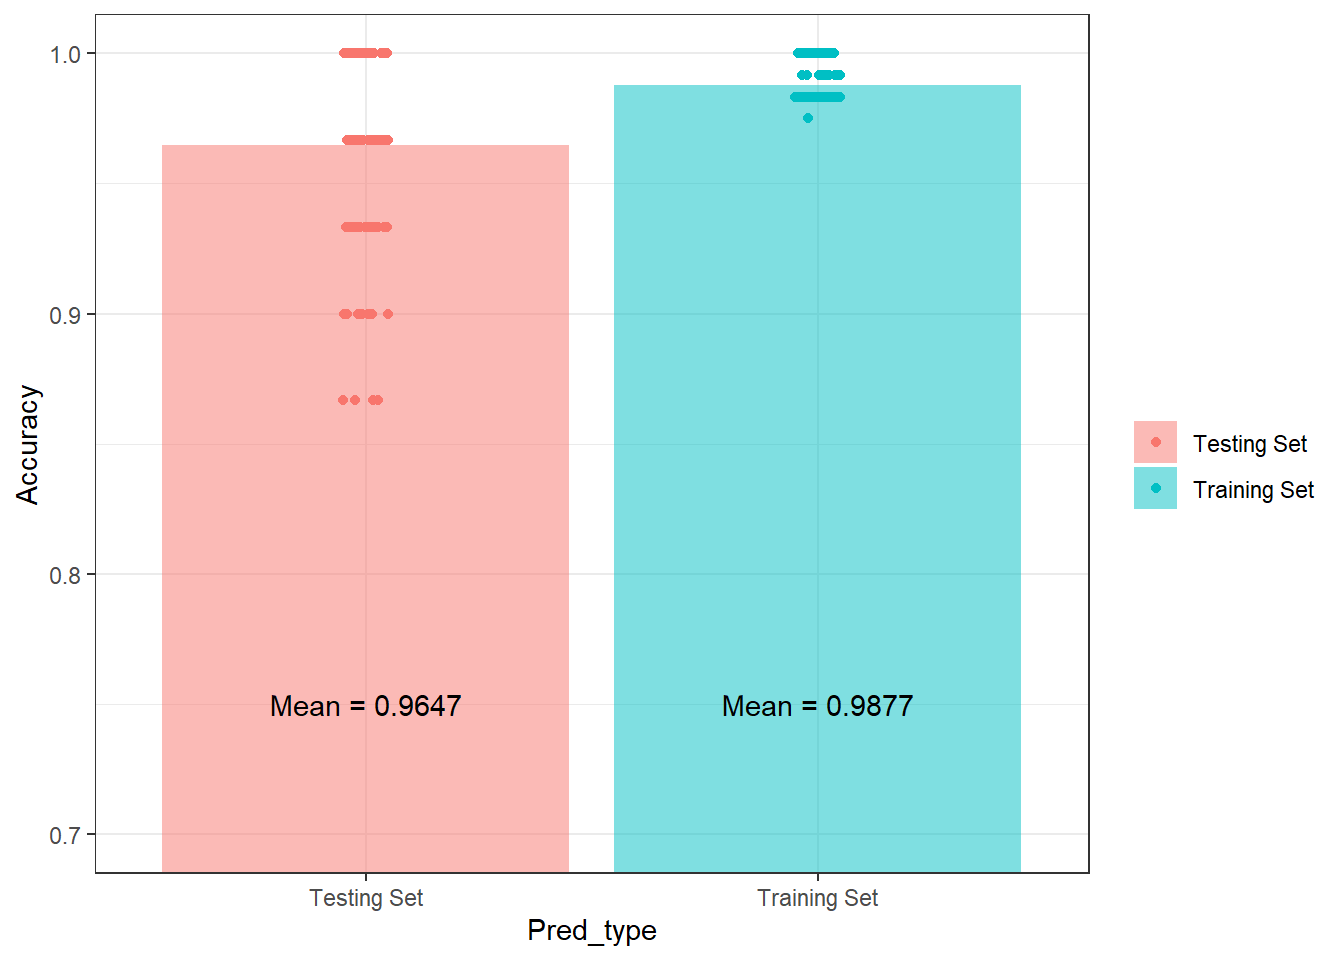 1.0
0.9
0.8
0.7
Accuracy
Mean = 0.9647
Mean = 0.9877
Testing Set
Training Set
Pred_type
Testing Set
Training Set